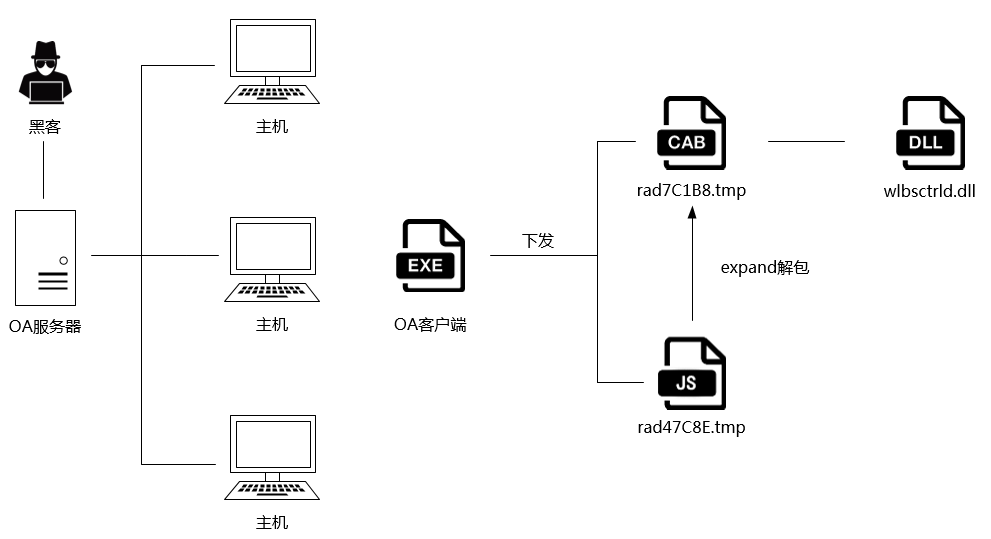 黑客
OA服务器
主机
主机
主机
EXE
OA客户端
下发
CAB
rad7C1B8.tmp
DLL
wlbsctrld.dll
expand解包
JS
rad47C8E.tmp